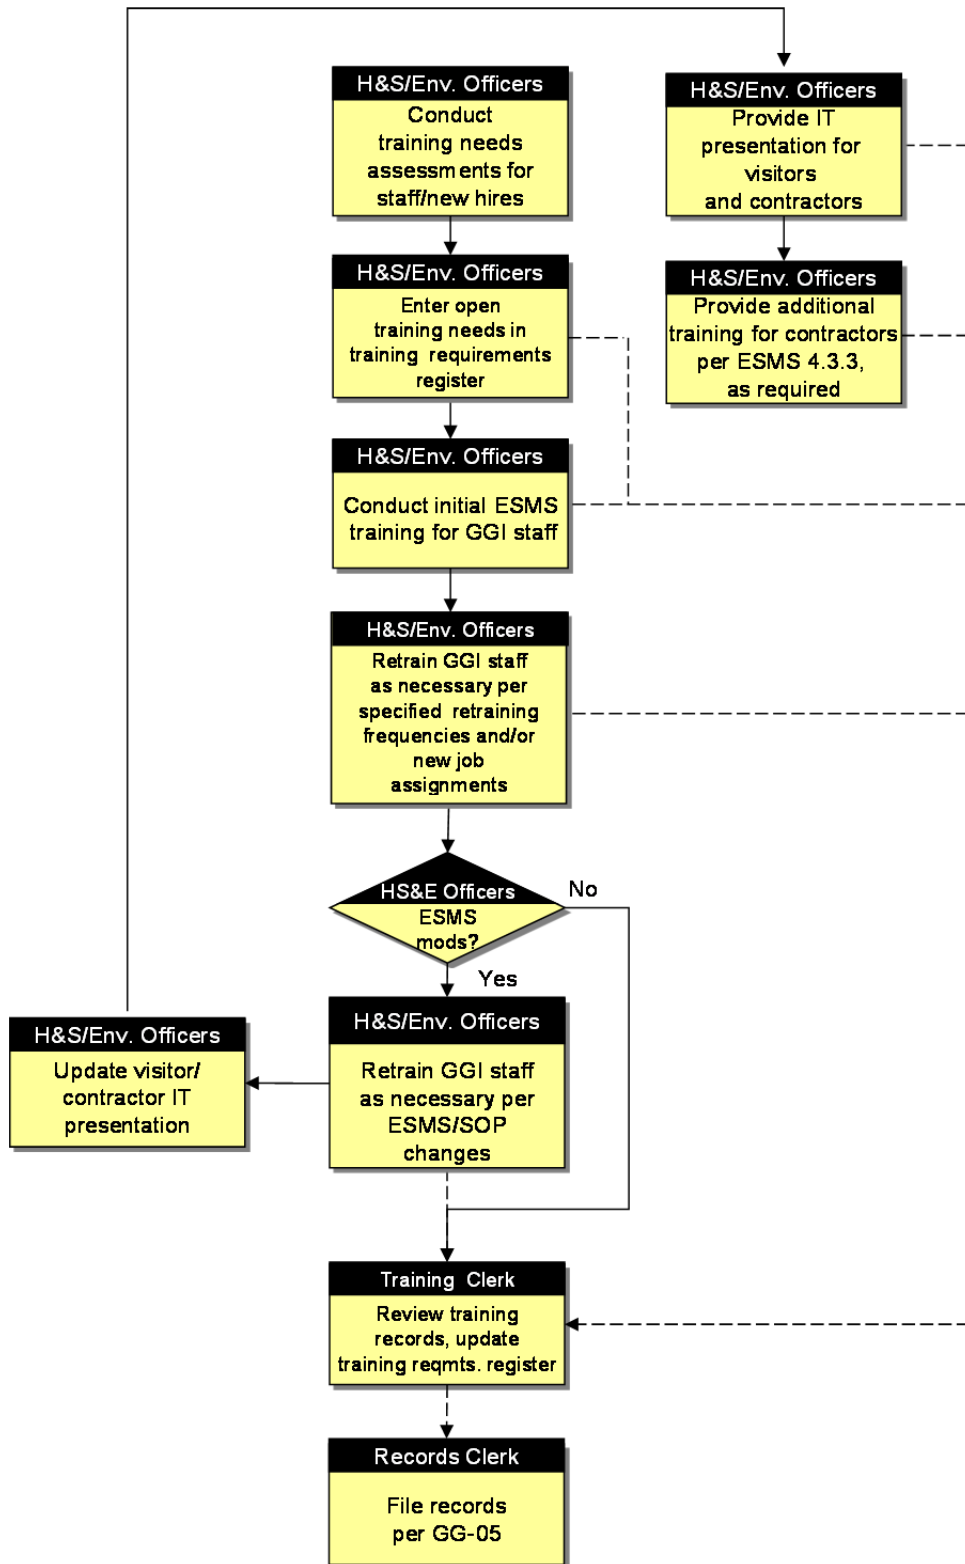 H&S/Env. Officers
Conduct
training needs
assessments for
staff/new hires
H&S/Env. Officers
Provide IT
presentation for
visitors
and contractors
H&S/Env. Officers
Enter open
training needs in
training requirements
register
H&S/Env. Officers
Provide additional
training for contractors
per ESMS 4.3.3,
as required
H&S/Env. Officers
Conduct initial ESMS
training for GGI staff
H&S/Env. Officers
Retrain GGI staff
as necessary per
specified retraining
frequencies and/or
new job
assignments
HS&E Officers
ESMS
mods?
No
Yes
H&S/Env. Officers
Retrain GGI staff
as necessary per
ESMS/SOP
changes
H&S/Env. Officers
Update visitor/
contractor IT
presentation
Training Clerk
Review training
records, update
training reqmts. register
Records Clerk
File records
per GG-05